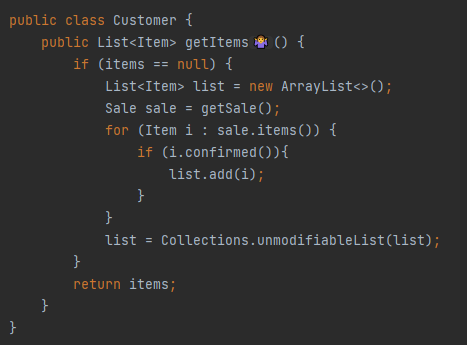 public class Customer {
    public List<Item> getItems🤷‍♀️() {
        if (items == null) {
            List<Item> list = new ArrayList<>();
            Sale sale = getSale();
            for (Item i : sale.items()) {
                if (i.confirmed()){
                    list.add(i);
                }
            }
            list = Collections.unmodifiableList(list);
        }
        return items;
    }
}